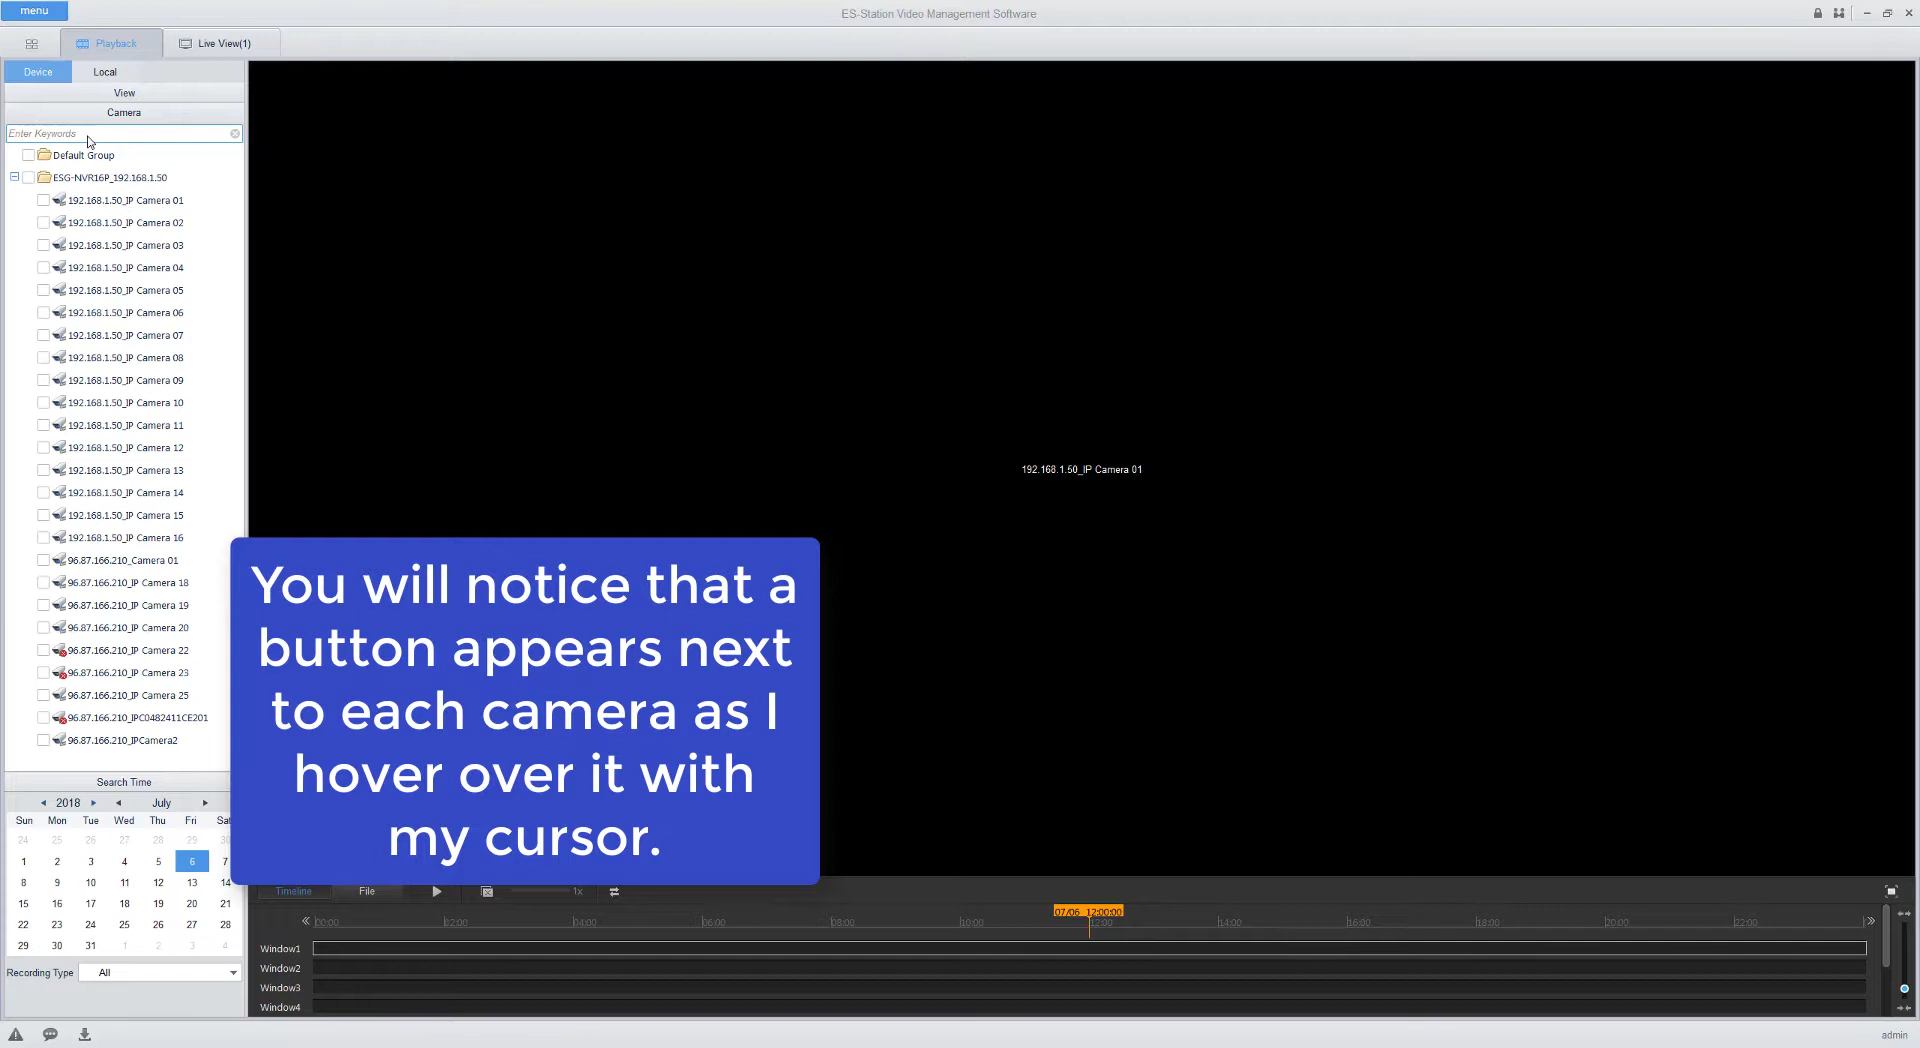 menu
ES-Station Video Management Software
Playback
Live View(1)
Device
Local
View
Camera
Enter Keywords
Default Group
ESG-NVR16P_192.168.1.50
192.168.1.50_IP Camera 01
192.168.1.50_IP Camera 02
192.168.1.50_IP Camera 03
192.168.1.50_IP Camera 04
192.168.1.50_IP Camera 05
192.168.1.50_IP Camera 06
192.168.1.50_IP Camera 07
192.168.1.50_IP Camera 08
192.168.1.50_IP Camera 09
192.168.1.50_IP Camera 10
192.168.1.50_IP Camera 11
192.168.1.50_IP Camera 12
192.168.1.50_IP Camera 13
192.168.1.50_IP Camera 14
192.168.1.50_IP Camera 15
192.168.1.50_IP Camera 16
96.87.166.210_Camera 01
96.87.166.210_IP Camera 18
96.87.166.210_IP Camera 19
96.87.166.210_IP Camera 20
96.87.166.210_IP Camera 22
96.87.166.210_IP Camera 23
96.87.166.210_IP Camera 25
96.87.166.210_IPC0482411CE201
96.87.166.210_IPCamera2
192.168.1.50_IP Camera 01
You will notice that a
button appears next
to each camera as I
hover over it with
my cursor.
Search Time
2018 July
Sun Mon Tue Wed Thu Fri Sat
24 25 26 27 28 29 30
1 2 3 4 5 6 7
8 9 10 11 12 13 14
15 16 17 18 19 20 21
22 23 24 25 26 27 28
29 30 31 1 2 3 4
Recording Type All
Timeline File 1x
07/06 12:00:00
00:00 02:00 04:00 06:00 08:00 10:00 12:00 14:00 16:00 18:00 20:00 22:00
Window1
Window2
Window3
Window4
admin